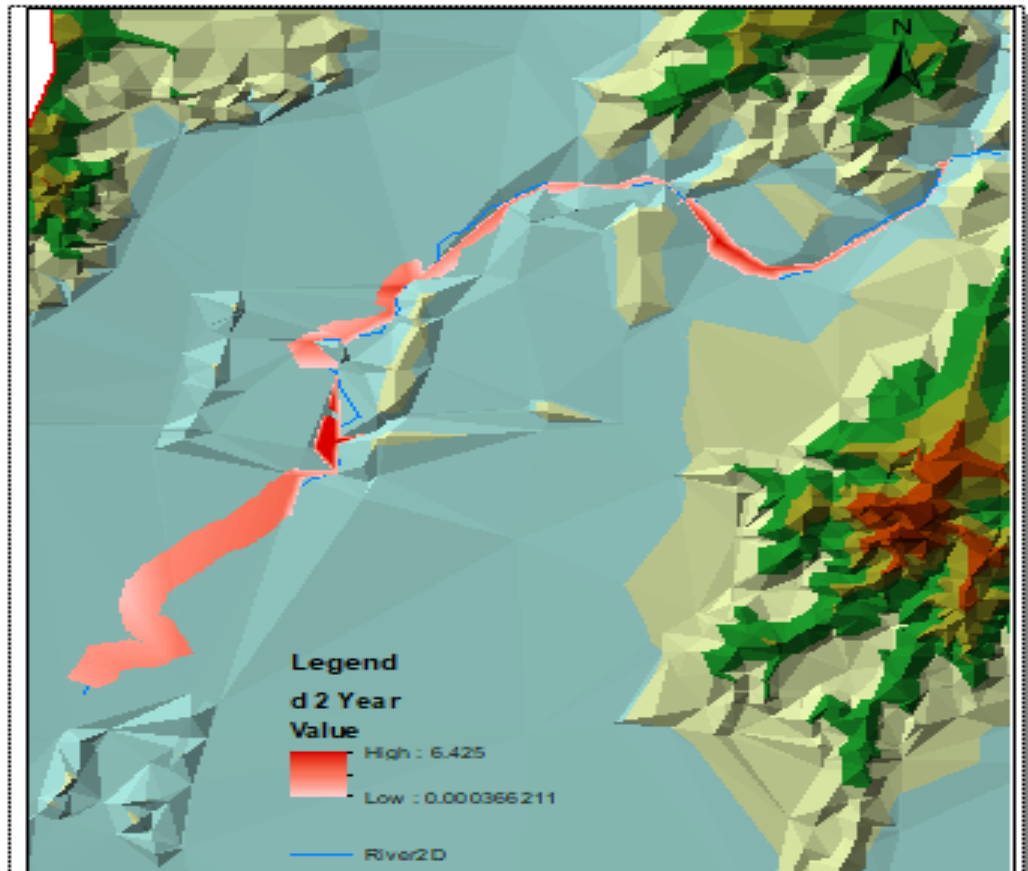 N
Legend
d 2 Year
Value
High : 6.425
Low : 0.000366211
River2D